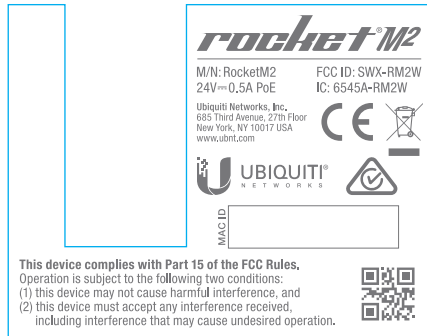 rocket®M2
M/N: RocketM2 FCC ID: SWX-RM2W
24V⎓0.5A PoE IC: 6545A-RM2W
Ubiquiti Networks, Inc.
685 Third Avenue, 27th Floor
New York, NY 10017 USA
www.ubnt.com
CE
UBIQUITI®
NETWORKS
MAC ID
This device complies with Part 15 of the FCC Rules.
Operation is subject to the following two conditions:
(1) this device may not cause harmful interference, and
(2) this device must accept any interference received,
including interference that may cause undesired operation.